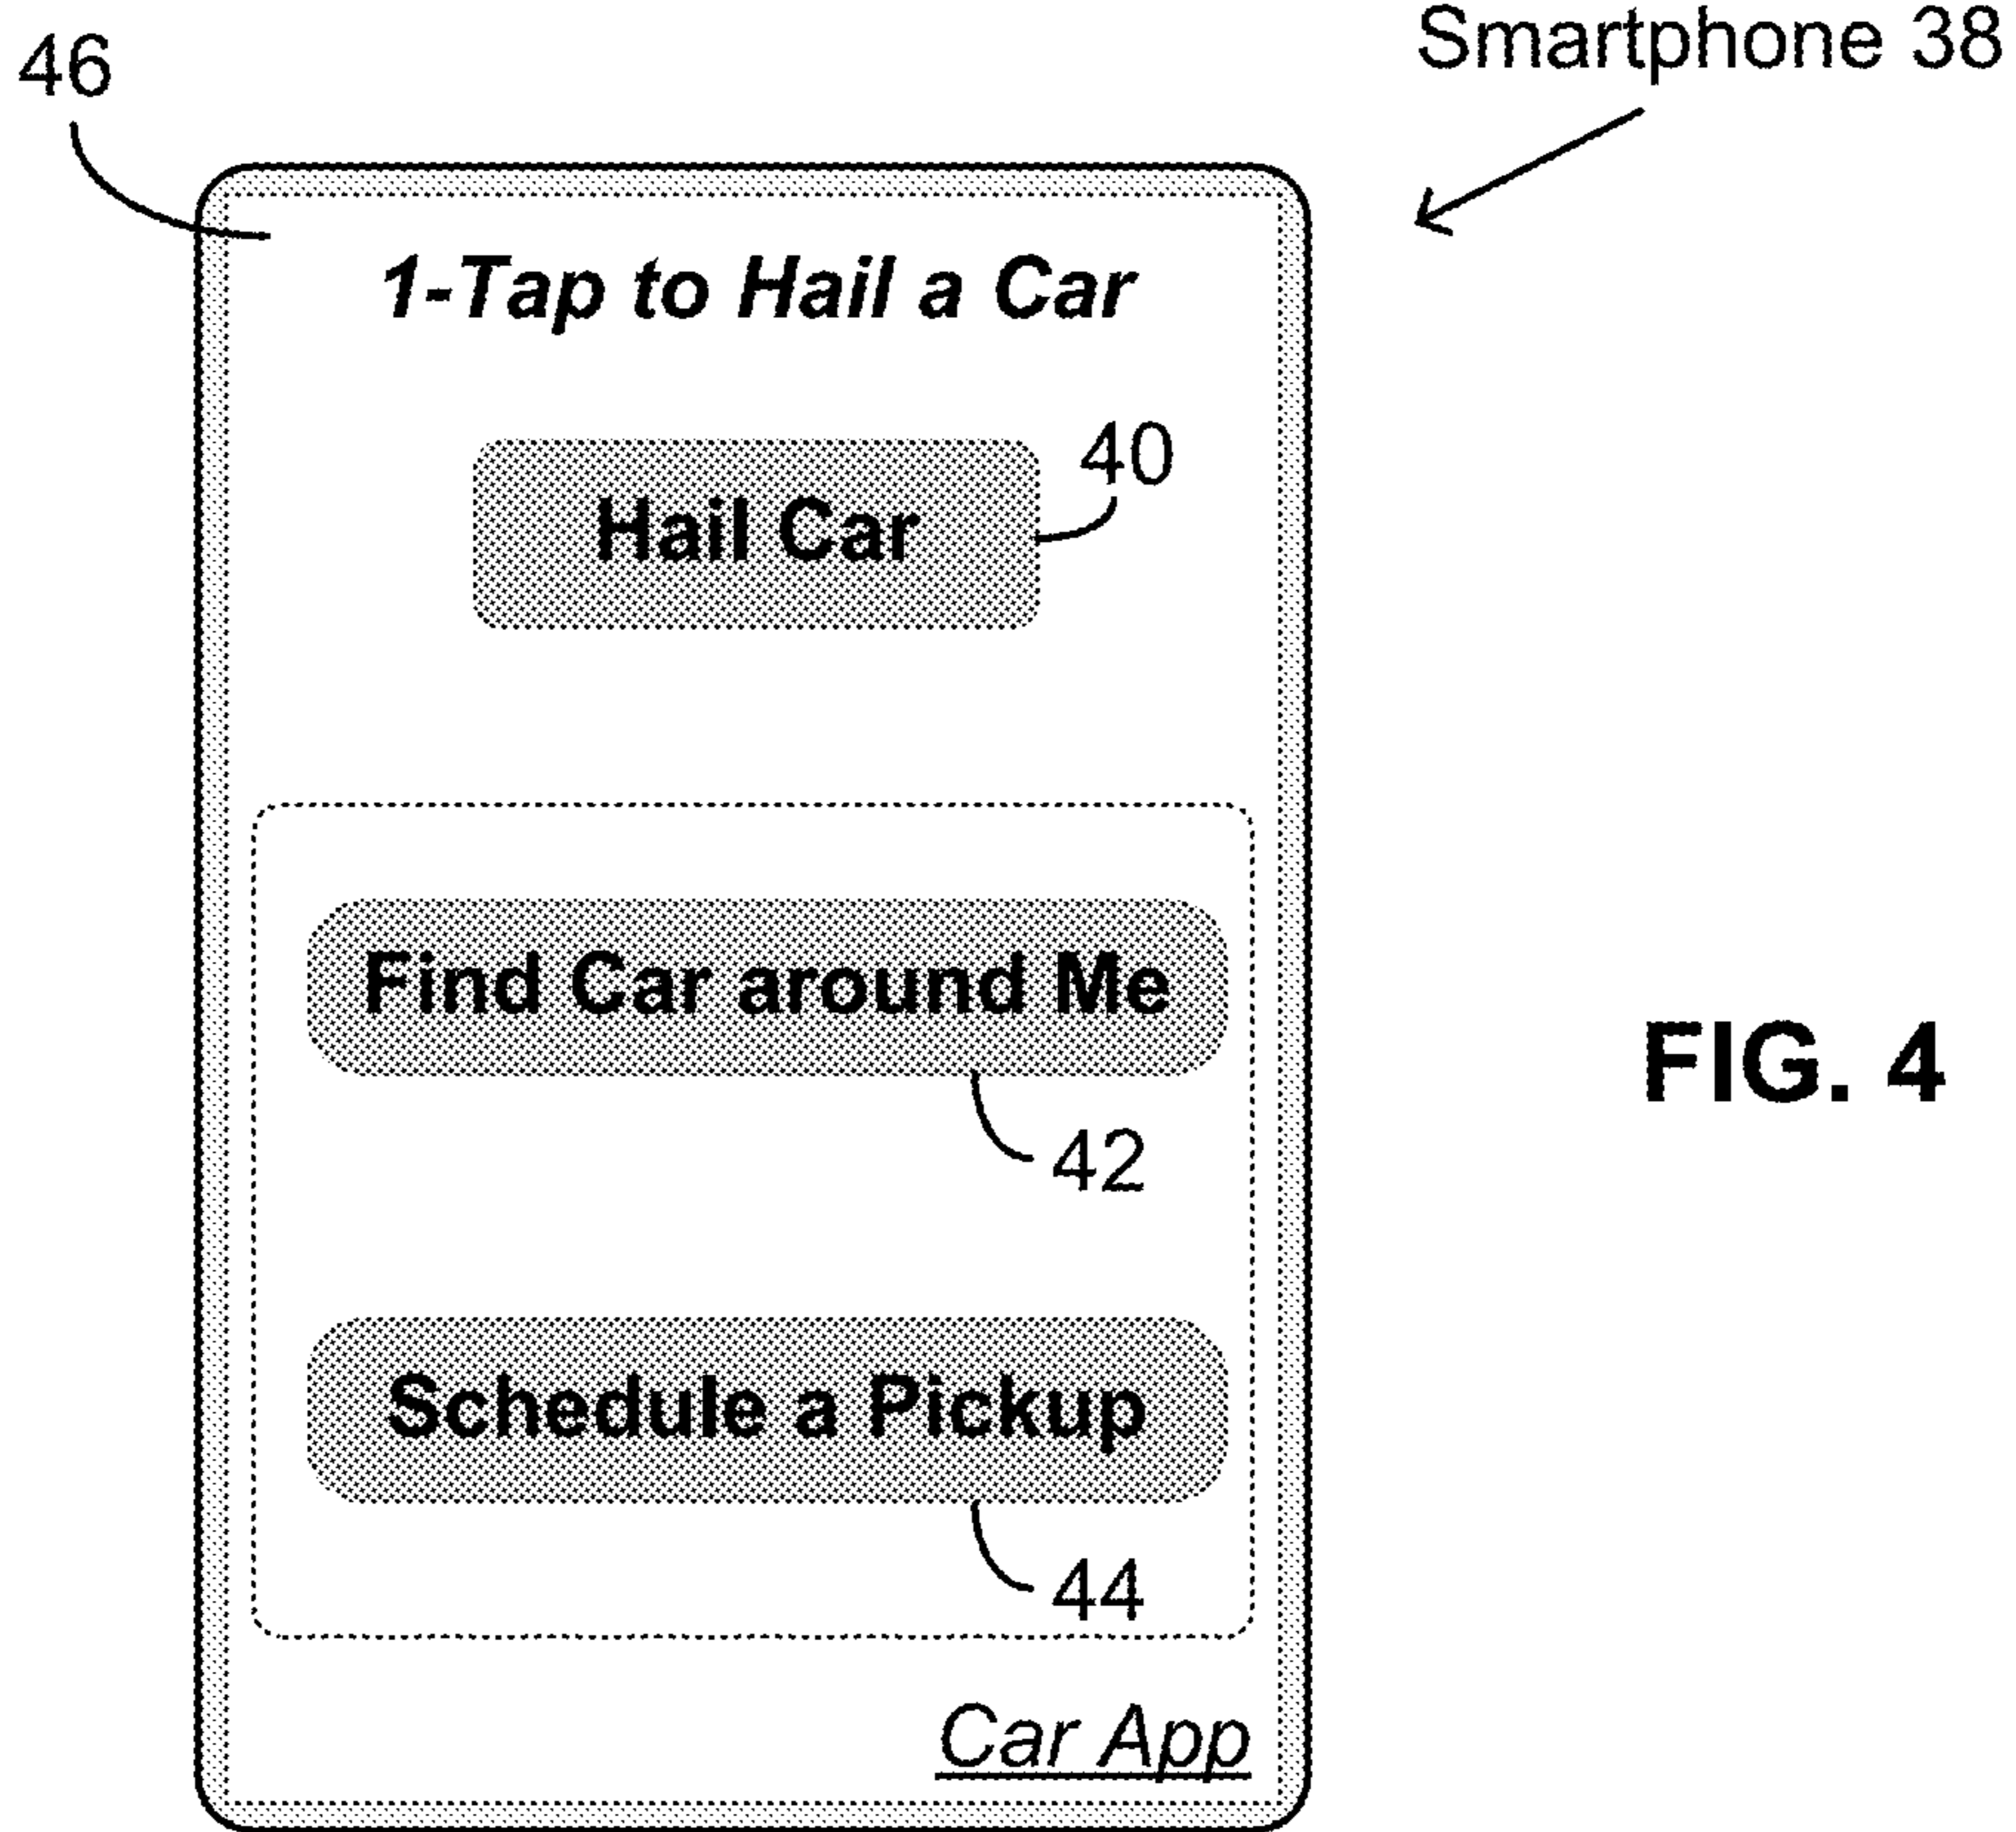 46
Smartphone 38
1-Tap to Hail a Car
40
Hail Car
Find Car around Me
FIG. 4
42
Schedule a Pickup
44
Car App